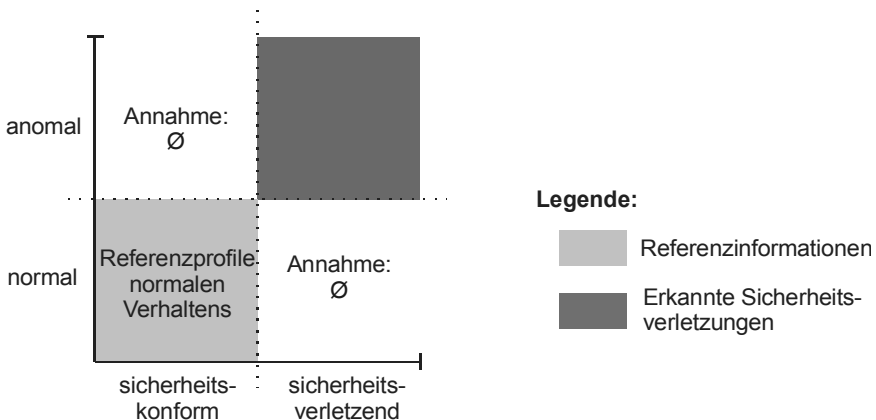 anomal
Annahme:
Ø
normal
Referenzprofile
normalen
Verhaltens
Annahme:
Ø
sicherheits-
konform
sicherheits-
verletzend
Legende:
Referenzinformationen
Erkannte Sicherheits-
verletzungen